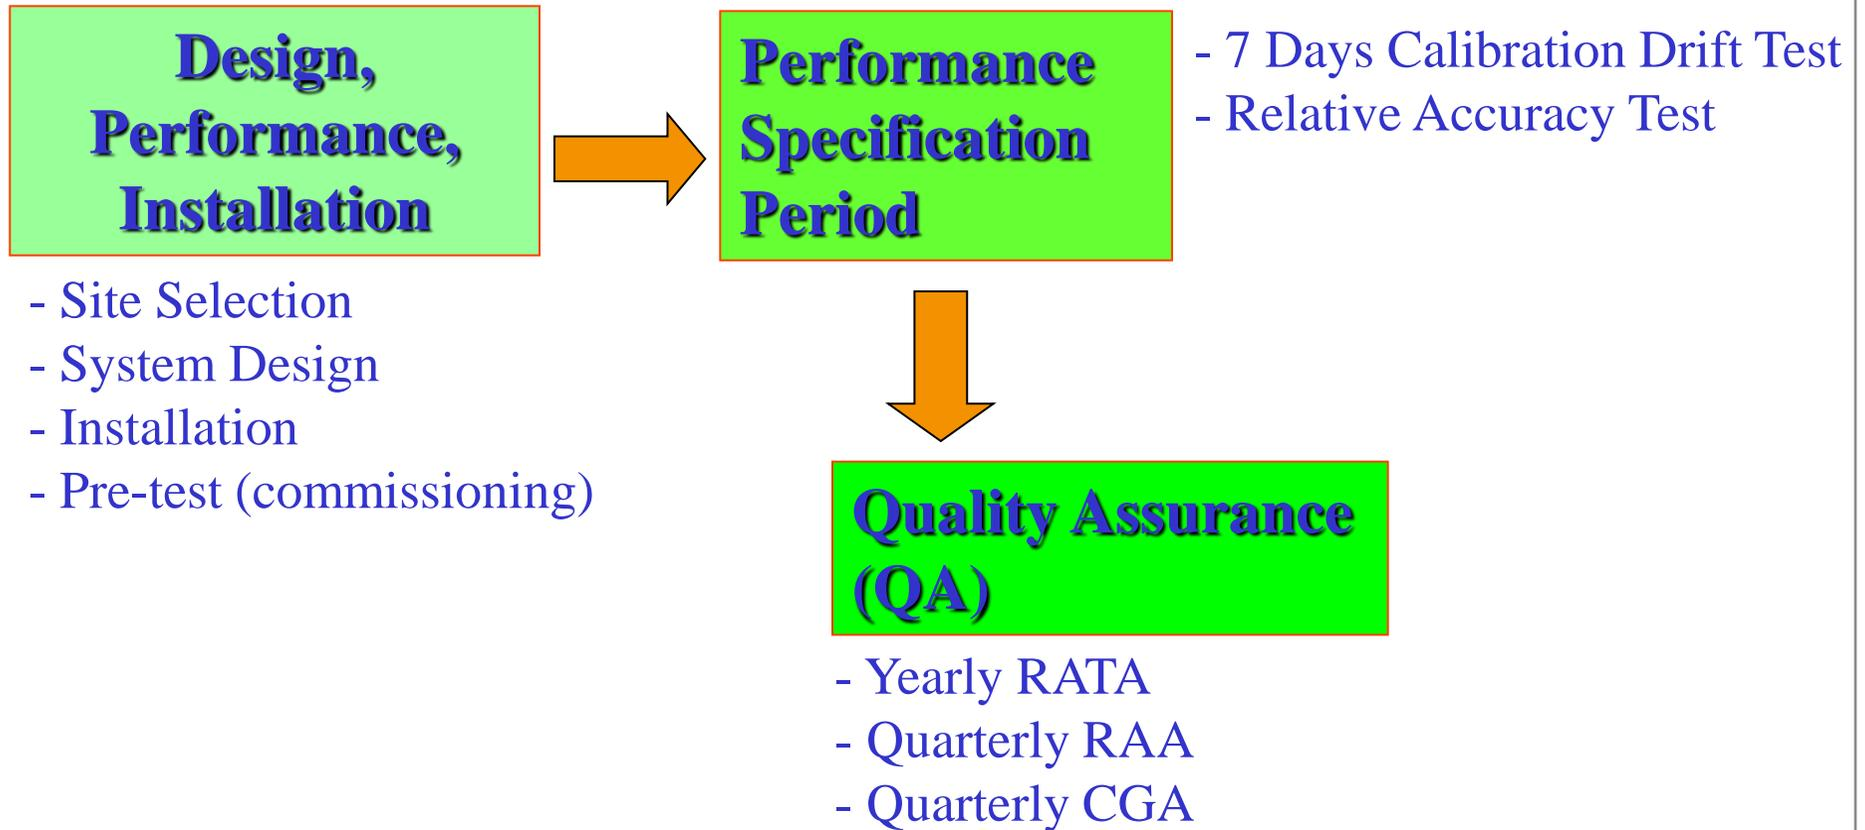 Design,
Performance,
Installation
- Site Selection
- System Design
- Installation
- Pre-test (commissioning)
Performance
Specification
Period
- 7 Days Calibration Drift Test
- Relative Accuracy Test
Quality Assurance
(QA)
- Yearly RATA
- Quarterly RAA
- Quarterly CGA